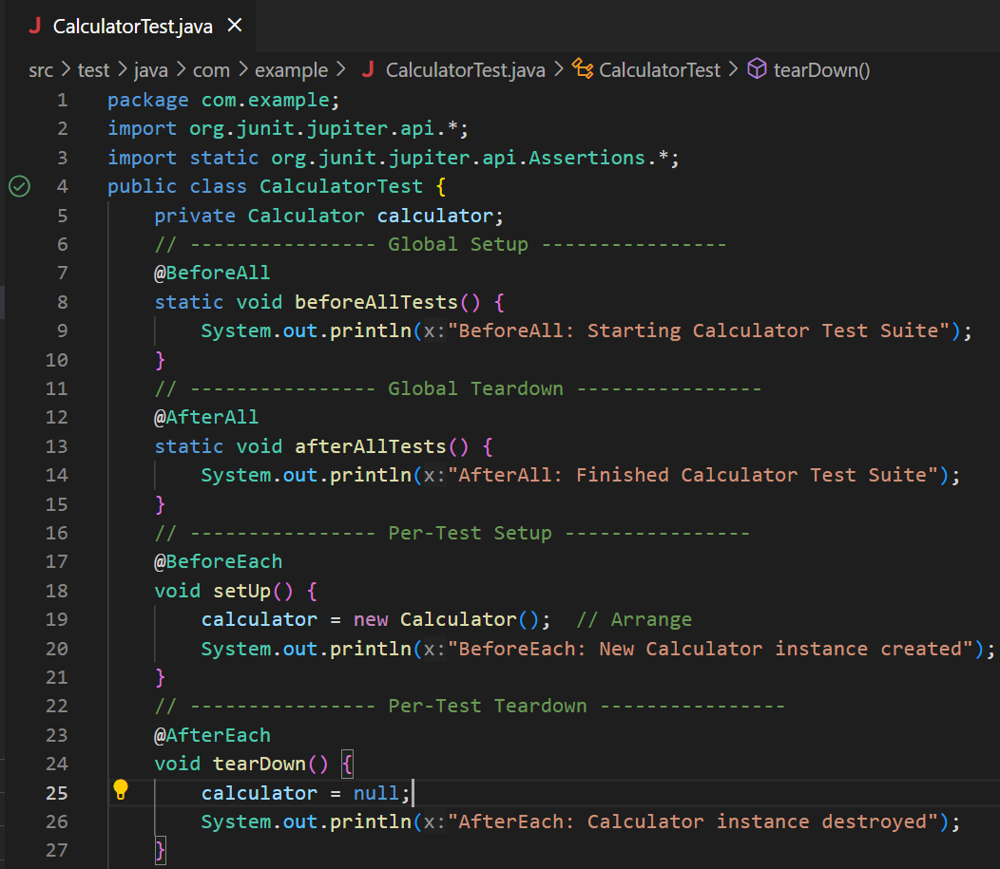 CalculatorTest.java ×
src > test > java > com > example > J CalculatorTest.java > CalculatorTest > tearDown()
1 package com.example;
2 import org.junit.jupiter.api.*;
3 import static org.junit.jupiter.api.Assertions.*;
4 public class CalculatorTest {
5     private Calculator calculator;
6     // ---------------- Global Setup ----------------
7     @BeforeAll
8     static void beforeAllTests() {
9         System.out.println(x:"BeforeAll: Starting Calculator Test Suite");
10     }
11     // ---------------- Global Teardown ----------------
12     @AfterAll
13     static void afterAllTests() {
14         System.out.println(x:"AfterAll: Finished Calculator Test Suite");
15     }
16     // ---------------- Per-Test Setup ----------------
17     @BeforeEach
18     void setUp() {
19         calculator = new Calculator();  // Arrange
20         System.out.println(x:"BeforeEach: New Calculator instance created");
21     }
22     // ---------------- Per-Test Teardown ----------------
23     @AfterEach
24     void tearDown() {
25         calculator = null;
26         System.out.println(x:"AfterEach: Calculator instance destroyed");
27     }